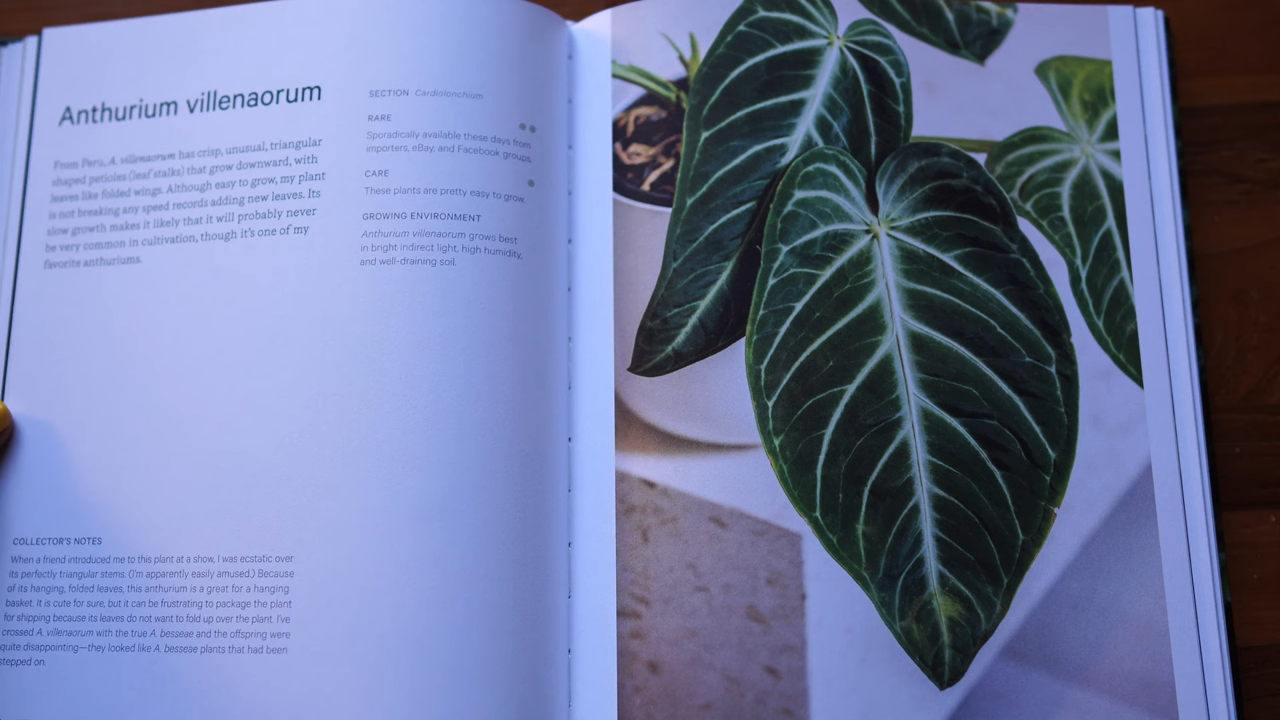 Anthurium villenaorum
From Peru, A. villenaorum has crisp, unusual, triangular
shaped petioles (leaf stalks) that grow downward, with
leaves like folded wings. Although easy to grow, my plant
is not breaking any speed records adding new leaves. Its
slow growth makes it likely that it will probably never
be very common in cultivation, though it's one of my
favorite anthuriums.
SECTION Cardiolonchium
RARE
Sporadically available these days from
importers, eBay, and Facebook groups.
CARE
These plants are pretty easy to grow.
GROWING ENVIRONMENT
Anthurium villenaorum grows best
in bright indirect light, high humidity,
and well-draining soil.
COLLECTOR'S NOTES
When a friend introduced me to this plant at a show, I was ecstatic over
its perfectly triangular stems. (I'm apparently easily amused.) Because
of its hanging, folded leaves, this anthurium is a great for a hanging
basket. It is cute for sure, but it can be frustrating to package the plant
for shipping because its leaves do not want to fold up over the plant. I've
crossed A. villenaorum with the true A. besseae and the offspring were
quite disappointing—they looked like A. besseae plants that had been
stepped on.